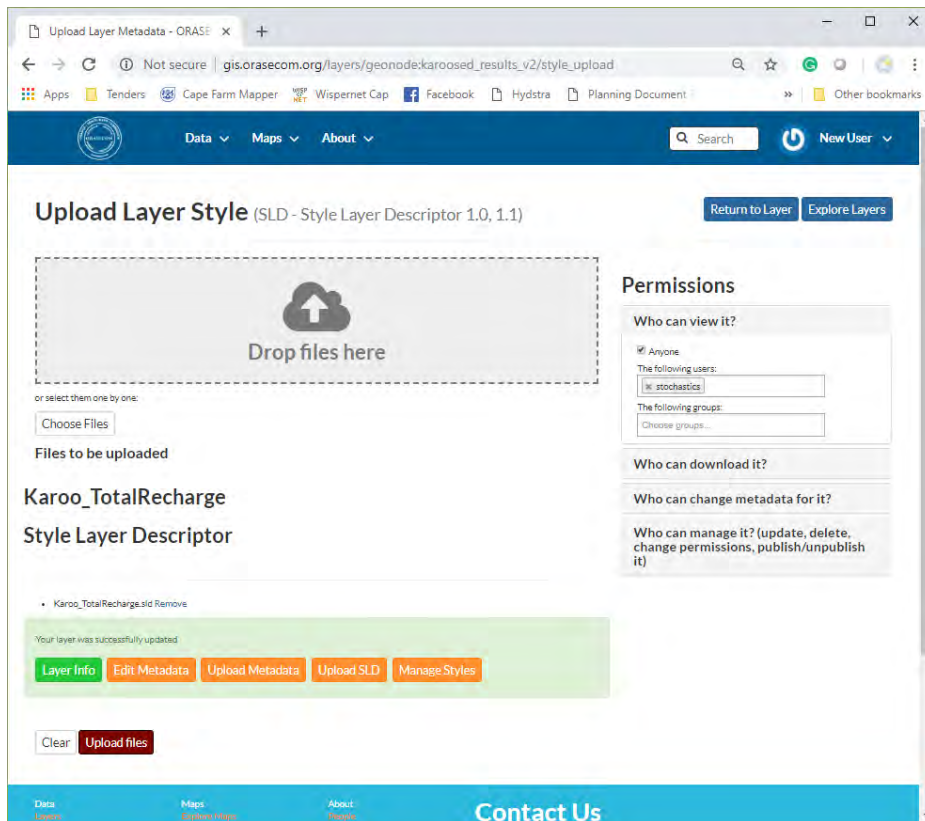 Upload Layer Metadata - ORASE
Not secure | gis.orasecom.org/layers/geonode:karoosed_results_v2/style_upload
Apps Tenders Cape Farm Mapper Wispernet Cap Facebook Hydstra Planning Document » Other bookmarks
Data Maps About Search New User
Upload Layer Style (SLD - Style Layer Descriptor 1.0, 1.1)
Return to Layer Explore Layers
Drop files here
or select them one by one:
Choose Files
Files to be uploaded
Karoo_TotalRecharge
Style Layer Descriptor
Karoo_TotalRecharge.sld Remove
Your layer was successfully updated
Layer Info Edit Metadata Upload Metadata Upload SLD Manage Styles
Clear Upload files
Permissions
Who can view it?
Anyone
The following users:
× stochastics
The following groups:
Choose groups...
Who can download it?
Who can change metadata for it?
Who can manage it? (update, delete,
change permissions, publish/unpublish
it)
Data Maps About Contact Us
Layers Explore Maps